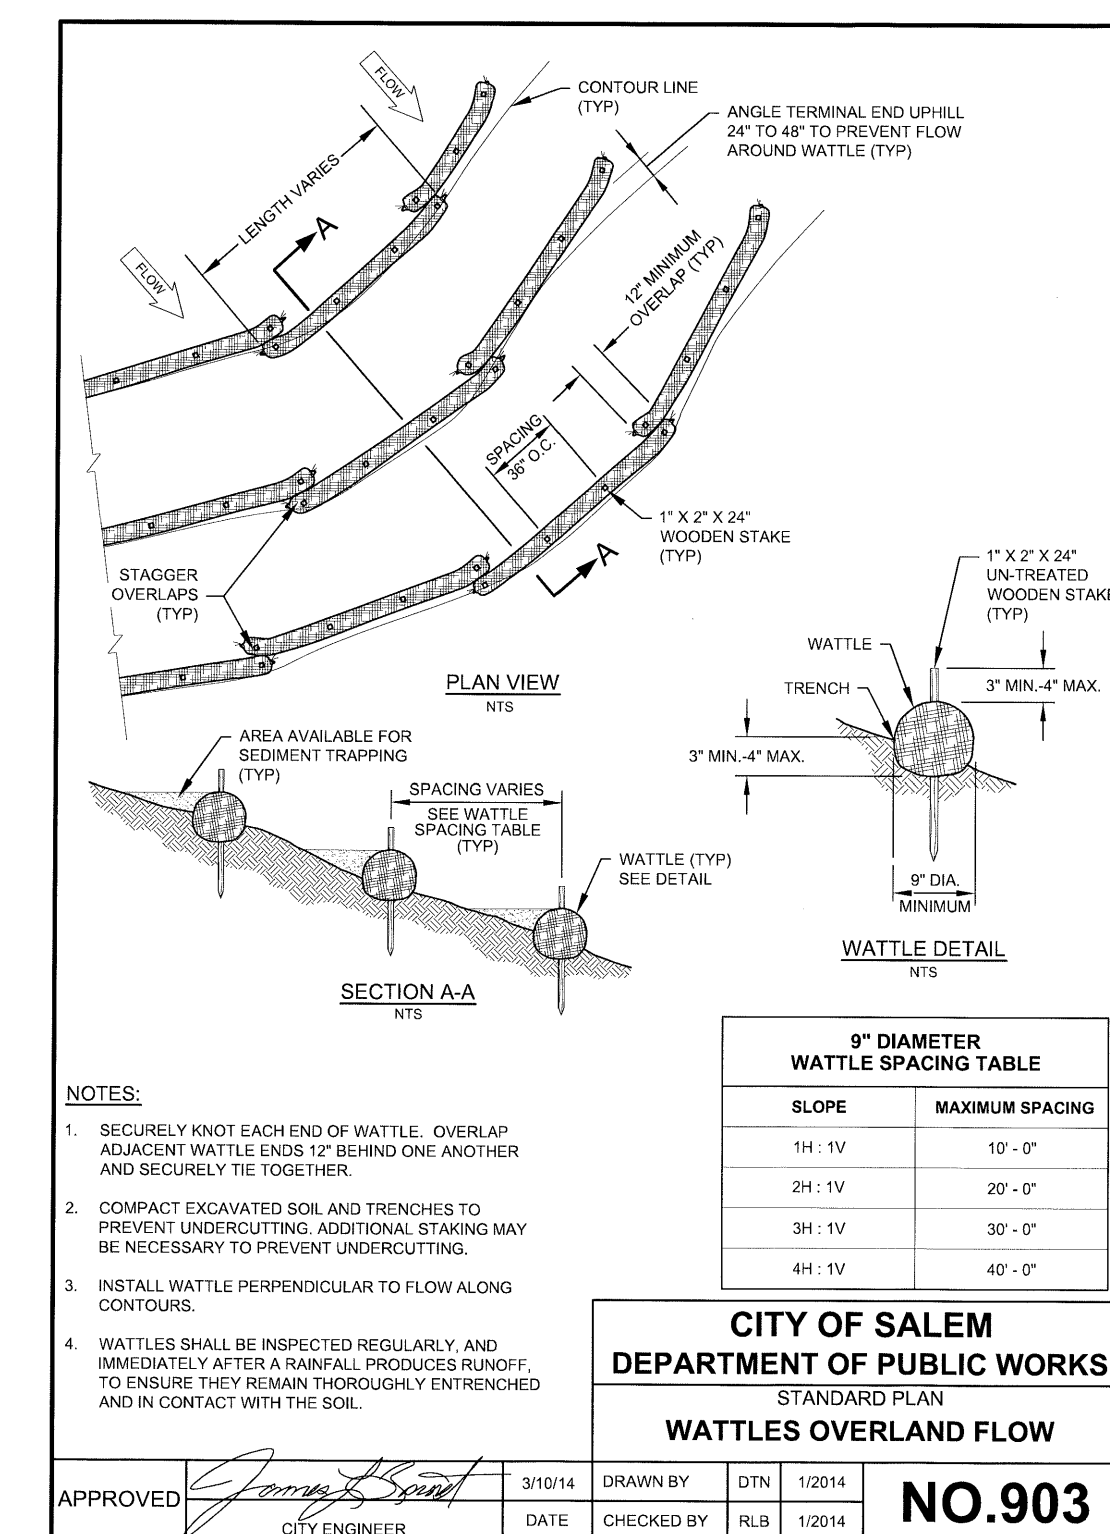 FLOW
CONTOUR LINE
(TYP)
ANGLE TERMINAL END UPHILL
24" TO 48" TO PREVENT FLOW
AROUND WATTLE (TYP)
LENGTH VARIES
A
FLOW
12" MINIMUM
OVERLAP (TYP)
SPACING
36" O.C.
1" X 2" X 24"
WOODEN STAKE
(TYP)
A
STAGGER
OVERLAPS
(TYP)
PLAN VIEW
NTS
1" X 2" X 24"
UN-TREATED
WOODEN STAKE
(TYP)
WATTLE
TRENCH
3" MIN.-4" MAX.
3" MIN.-4" MAX.
9" DIA.
MINIMUM
WATTLE DETAIL
NTS
AREA AVAILABLE FOR
SEDIMENT TRAPPING
(TYP)
SPACING VARIES
SEE WATTLE
SPACING TABLE
(TYP)
WATTLE (TYP)
SEE DETAIL
SECTION A-A
NTS
9" DIAMETER
WATTLE SPACING TABLE
SLOPE MAXIMUM SPACING
1H : 1V 10' - 0"
2H : 1V 20' - 0"
3H : 1V 30' - 0"
4H : 1V 40' - 0"
NOTES:
1. SECURELY KNOT EACH END OF WATTLE. OVERLAP
ADJACENT WATTLE ENDS 12" BEHIND ONE ANOTHER
AND SECURELY TIE TOGETHER.
2. COMPACT EXCAVATED SOIL AND TRENCHES TO
PREVENT UNDERCUTTING. ADDITIONAL STAKING MAY
BE NECESSARY TO PREVENT UNDERCUTTING.
3. INSTALL WATTLE PERPENDICULAR TO FLOW ALONG
CONTOURS.
4. WATTLES SHALL BE INSPECTED REGULARLY, AND
IMMEDIATELY AFTER A RAINFALL PRODUCES RUNOFF,
TO ENSURE THEY REMAIN THOROUGHLY ENTRENCHED
AND IN CONTACT WITH THE SOIL.
CITY OF SALEM
DEPARTMENT OF PUBLIC WORKS
STANDARD PLAN
WATTLES OVERLAND FLOW
APPROVED
CITY ENGINEER
3/10/14
DATE
DRAWN BY DTN 1/2014
CHECKED BY RLB 1/2014
NO.903